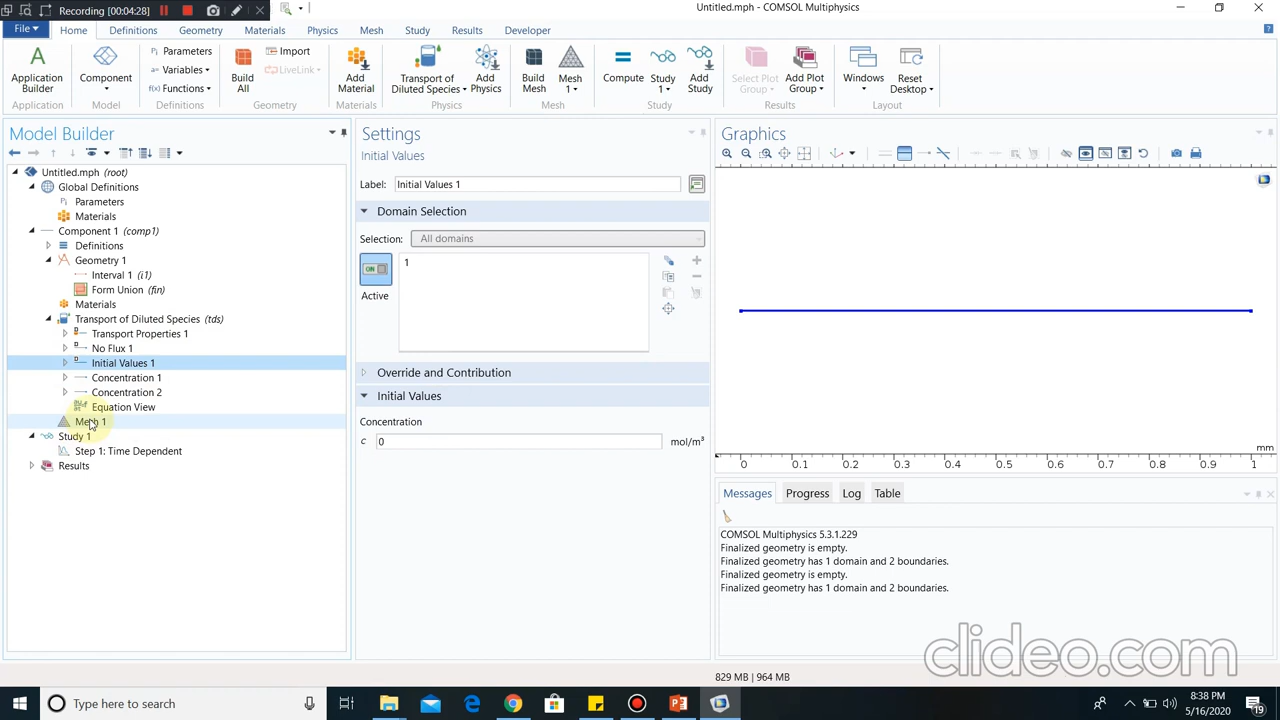 Recording [00:04:28]
Untitled.mph - COMSOL Multiphysics
File
Home
Definitions
Geometry
Materials
Physics
Mesh
Study
Results
Developer
Application Builder
Component
Parameters
Variables
Functions
Build All
Import
LiveLink
Add Material
Transport of Diluted Species
Add Physics
Build Mesh
Mesh 1
Compute
Study 1
Add Study
Select Plot Group
Add Plot Group
Windows
Reset Desktop
Application
Model
Definitions
Geometry
Materials
Physics
Mesh
Study
Results
Layout
Model Builder
Untitled.mph (root)
Global Definitions
Parameters
Materials
Component 1 (comp1)
Definitions
Geometry 1
Interval 1 (i1)
Form Union (fin)
Materials
Transport of Diluted Species (tds)
Transport Properties 1
No Flux 1
Initial Values 1
Concentration 1
Concentration 2
Equation View
Mesh 1
Study 1
Step 1: Time Dependent
Results
Settings
Initial Values
Label: Initial Values 1
Domain Selection
Selection: All domains
ON
Active
1
Override and Contribution
Initial Values
Concentration
c 0 mol/m³
Graphics
mm
0 0.1 0.2 0.3 0.4 0.5 0.6 0.7 0.8 0.9 1
Messages Progress Log Table
COMSOL Multiphysics 5.3.1.229
Finalized geometry is empty.
Finalized geometry has 1 domain and 2 boundaries.
Finalized geometry is empty.
Finalized geometry has 1 domain and 2 boundaries.
clideo.com
829 MB | 964 MB
Type here to search
8:38 PM
5/16/2020
19